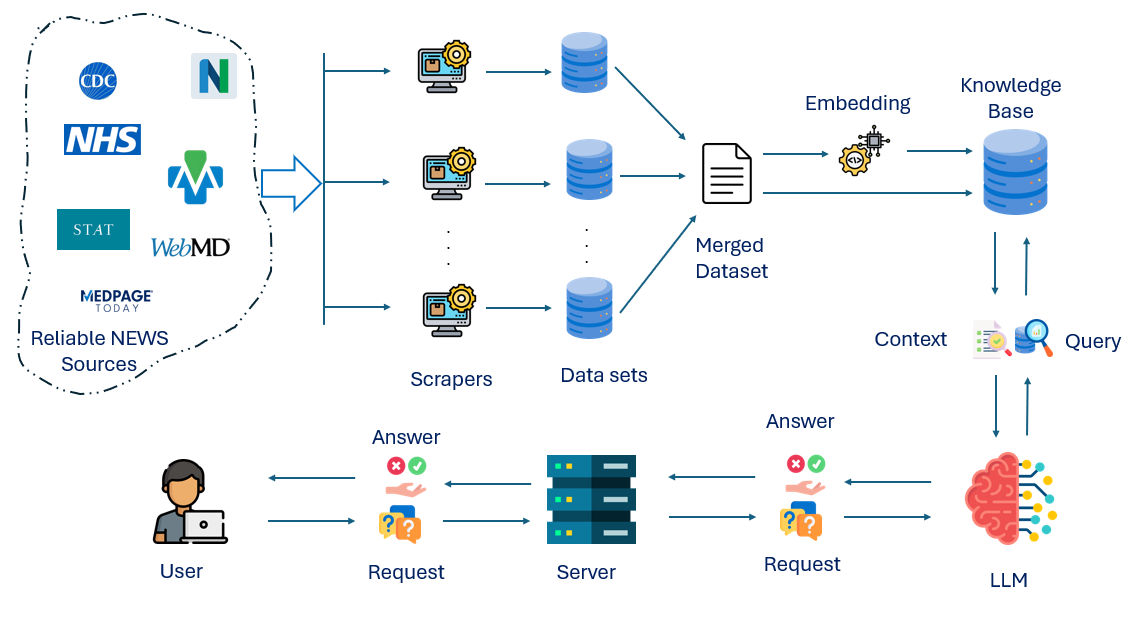 CDC
N
NHS
STAT
WebMD
MEDPAGE
TODAY
Reliable NEWS
Sources
Scrapers
Data sets
Merged
Dataset
Embedding
Knowledge
Base
Context
Query
Answer
Answer
? ?
? ?
User
Request
Server
Request
LLM